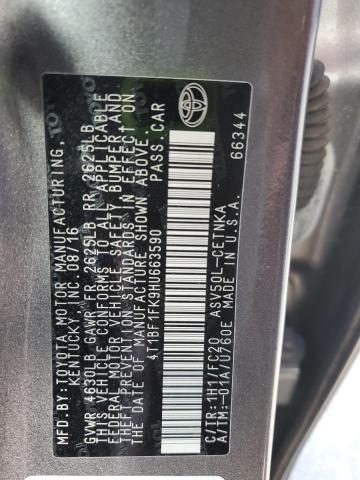 MFD.BY:TOYOTA MOTOR MANUFACTURING,
KENTUCKY, INC. 08/16
GVWR 4630LB GAWR FR 2625LB RR 2625LB
THIS VEHICLE CONFORMS TO ALL APPLICABLE
FEDERAL MOTOR VEHICLE SAFETY, BUMPER, AND
THEFT PREVENTION STANDARDS IN EFFECT ON
THE DATE OF MANUFACTURE SHOWN ABOVE.
4T1BF1FK9HU663590 PASS.CAR
C/TR:1H1/FC20 ASV50L-CETNKA
A/TM:-01A/U760E MADE IN U.S.A.
66344